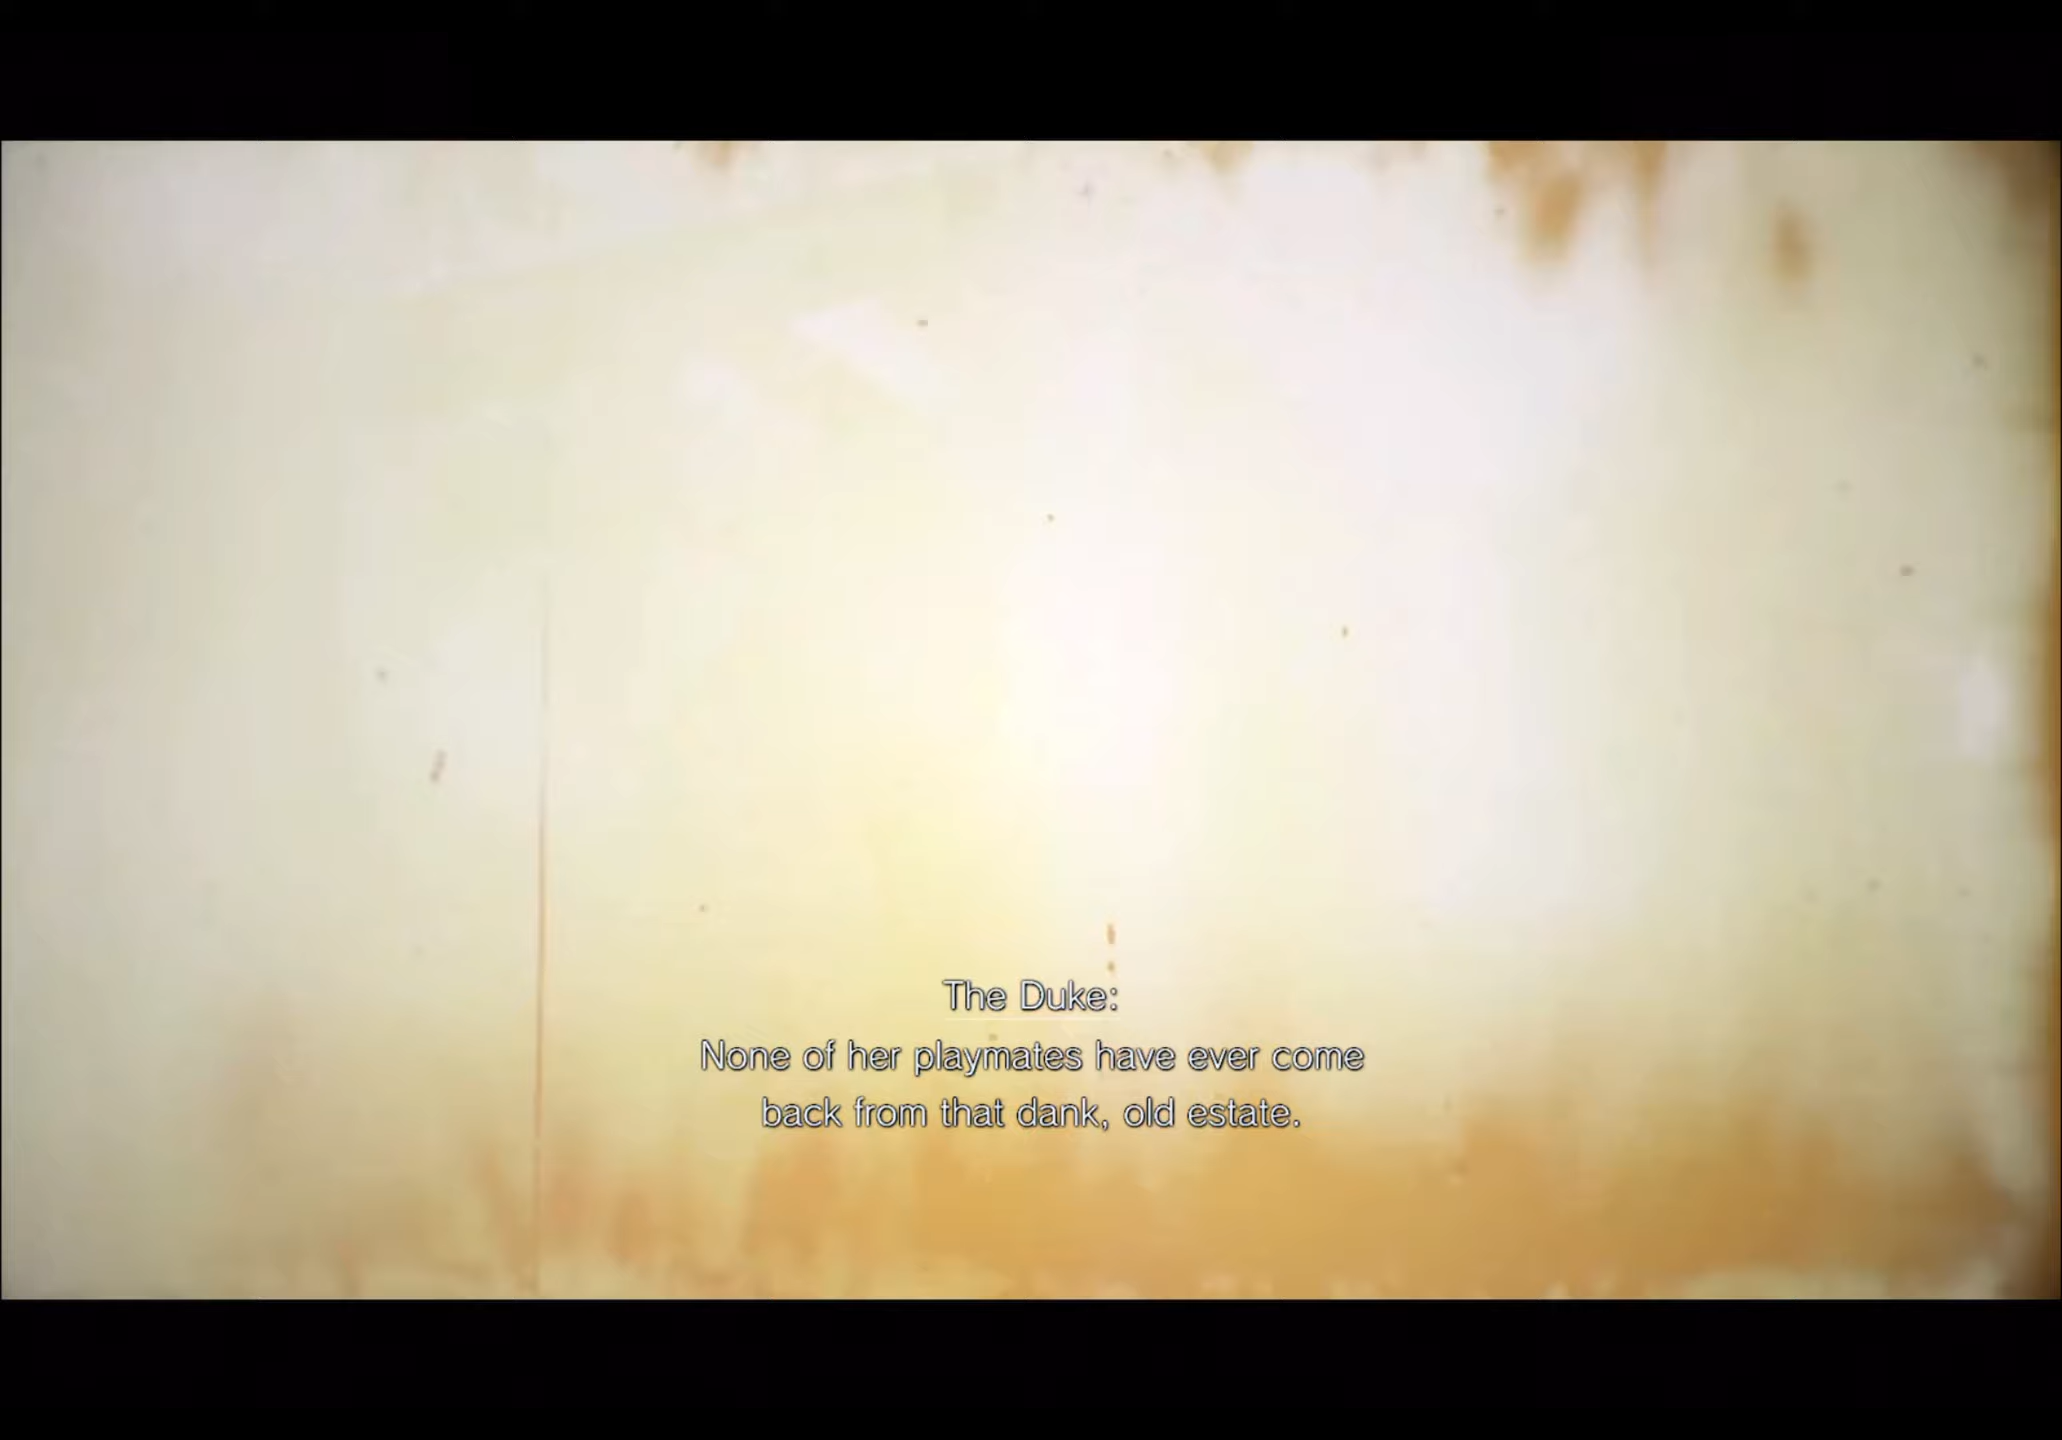 The Duke:
None of her playmates have ever come
back from that dank, old estate.